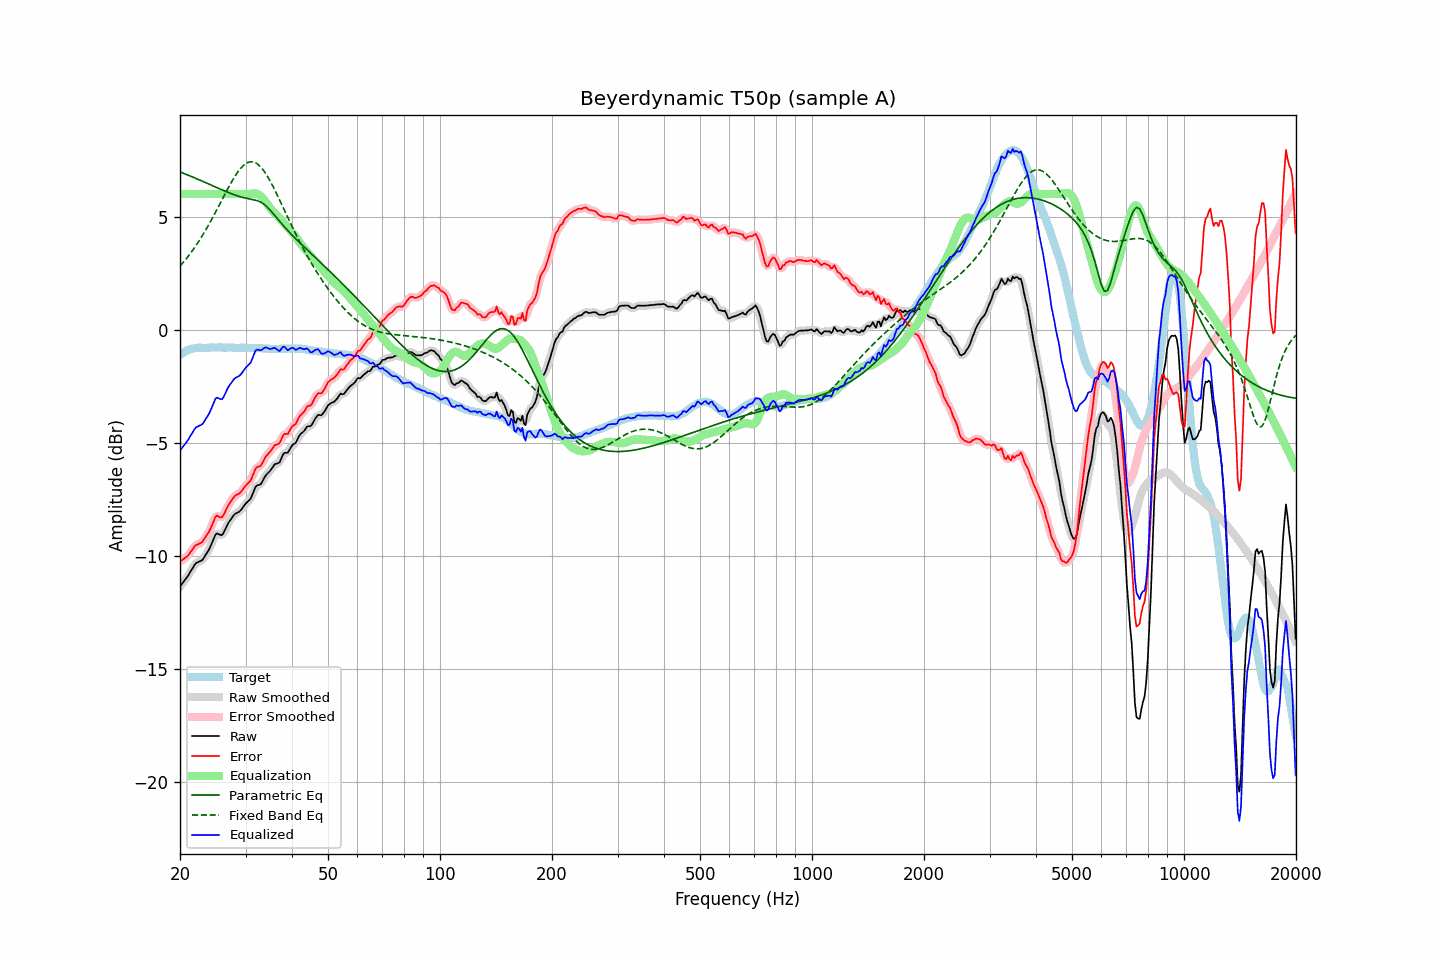 Beyerdynamic T50p (sample A)
Amplitude (dBr)
5
0
−5
−10
−15
−20
Target
Raw Smoothed
Error Smoothed
Raw
Error
Equalization
Parametric Eq
Fixed Band Eq
Equalized
20 50 100 200 500 1000 2000 5000 10000 20000
Frequency (Hz)